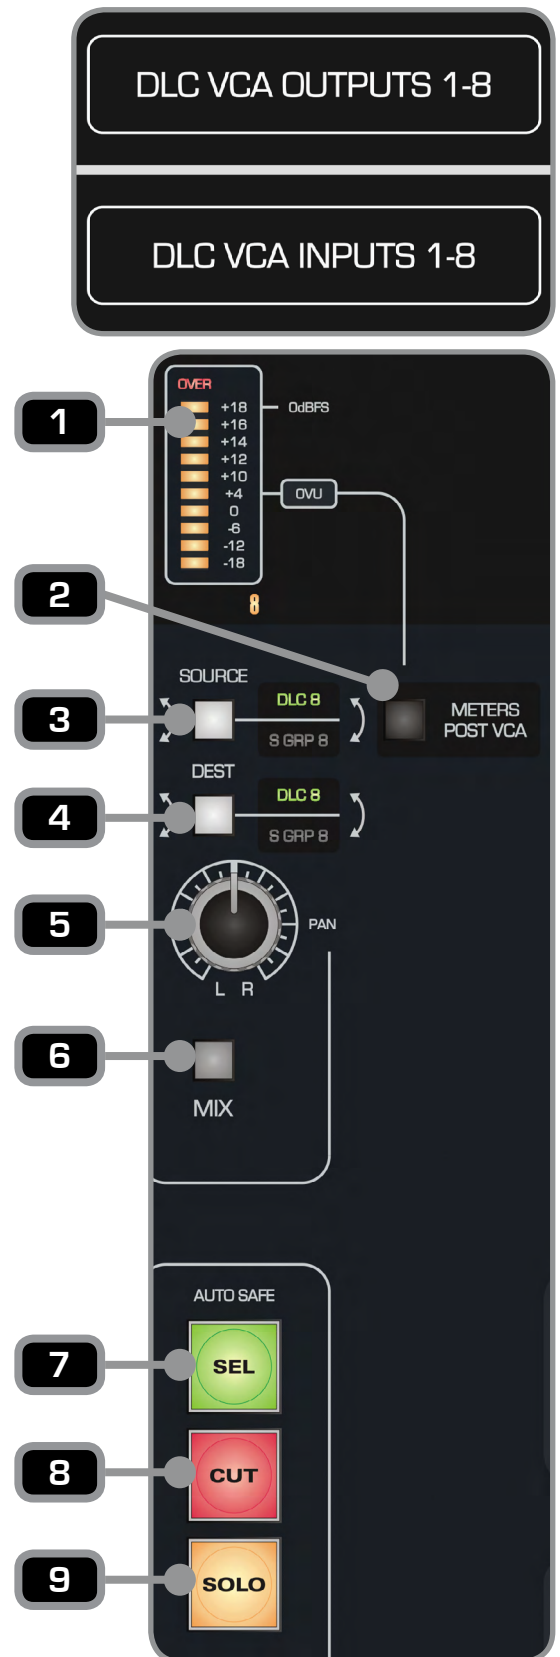 DLC VCA OUTPUTS 1-8
DLC VCA INPUTS 1-8
OVER
1
+18 0dBFS
+16
+14
+12
+10
+4 0VU
0
-6
-12
-18
2
8
SOURCE
3
DLC 8
S GRP 8
METERS
POST VCA
DEST
4
DLC 8
S GRP 8
5
PAN
L R
6
MIX
AUTO SAFE
7
SEL
8
CUT
9
SOLO